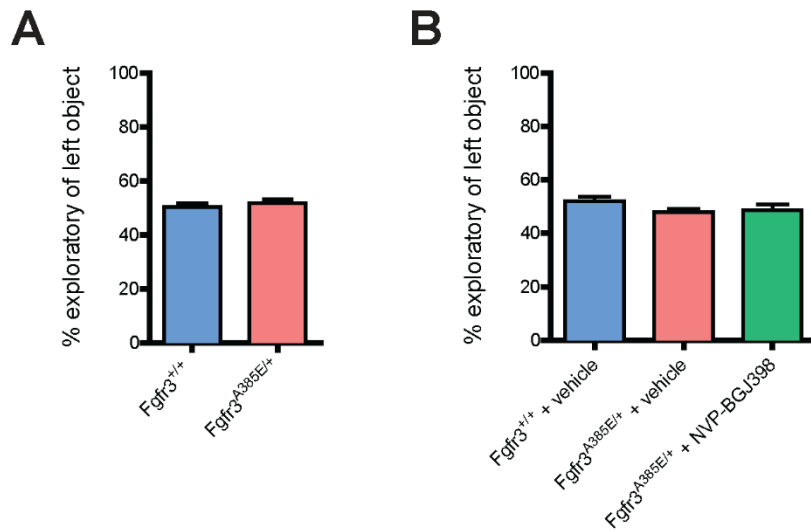 A
% exploratory of left object
100
80
60
40
20
0
Fgfr3+/+
Fgfr3A385E/+
B
% exploratory of left object
100
80
60
40
20
0
Fgfr3+/+ + vehicle
Fgfr3A385E/+ + vehicle
Fgfr3A385E/+ + NVP-BGJ398